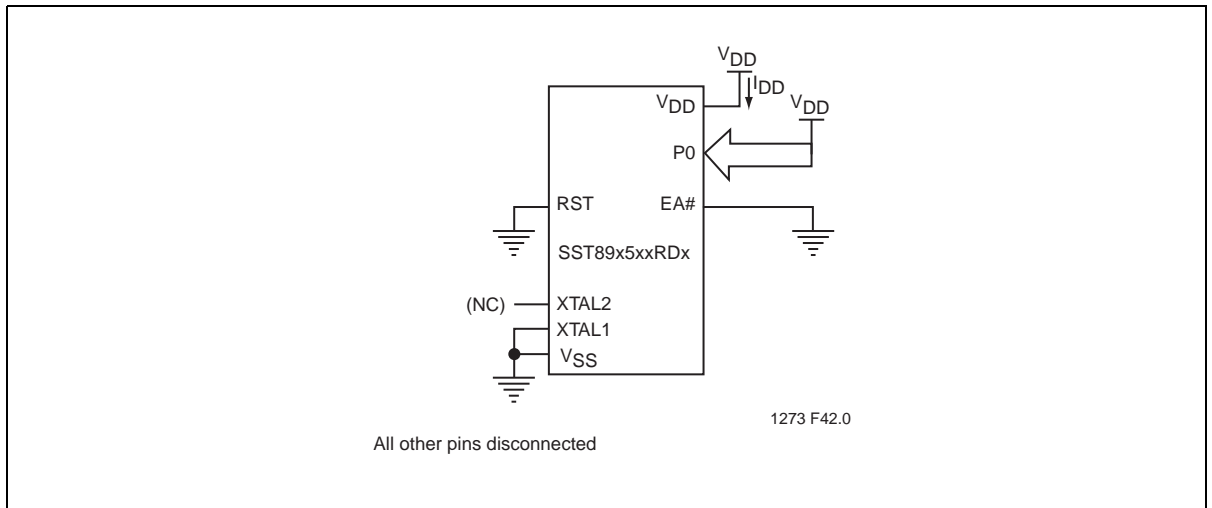 VDD
IDD
VDD
VDD
P0
RST
EA#
SST89x5xxRDx
(NC)
XTAL2
XTAL1
VSS
1273 F42.0
All other pins disconnected